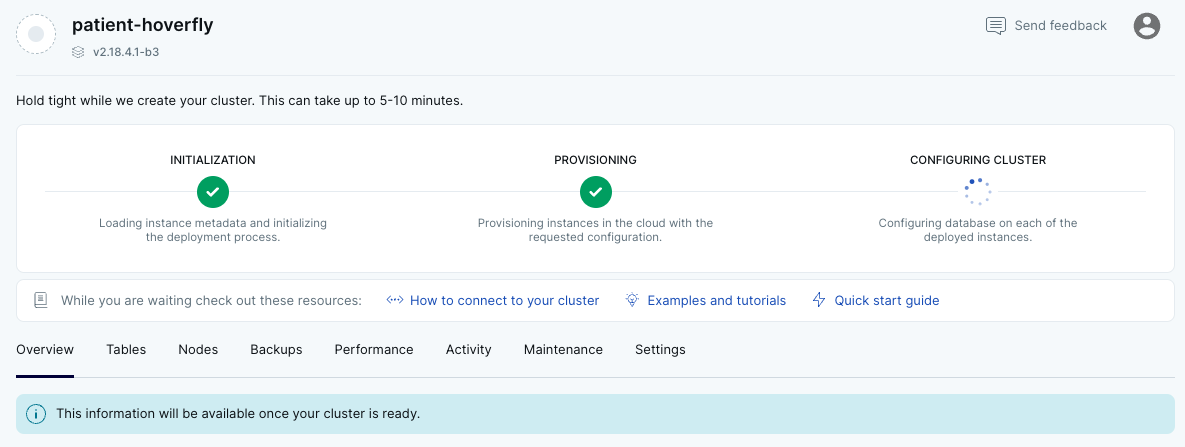 patient-hoverfly
Send feedback
v2.18.4.1-b3
Hold tight while we create your cluster. This can take up to 5-10 minutes.
INITIALIZATION
Loading instance metadata and initializing
the deployment process.
PROVISIONING
Provisioning instances in the cloud with the
requested configuration.
CONFIGURING CLUSTER
Configuring database on each of the
deployed instances.
While you are waiting check out these resources: How to connect to your cluster Examples and tutorials Quick start guide
Overview Tables Nodes Backups Performance Activity Maintenance Settings
This information will be available once your cluster is ready.